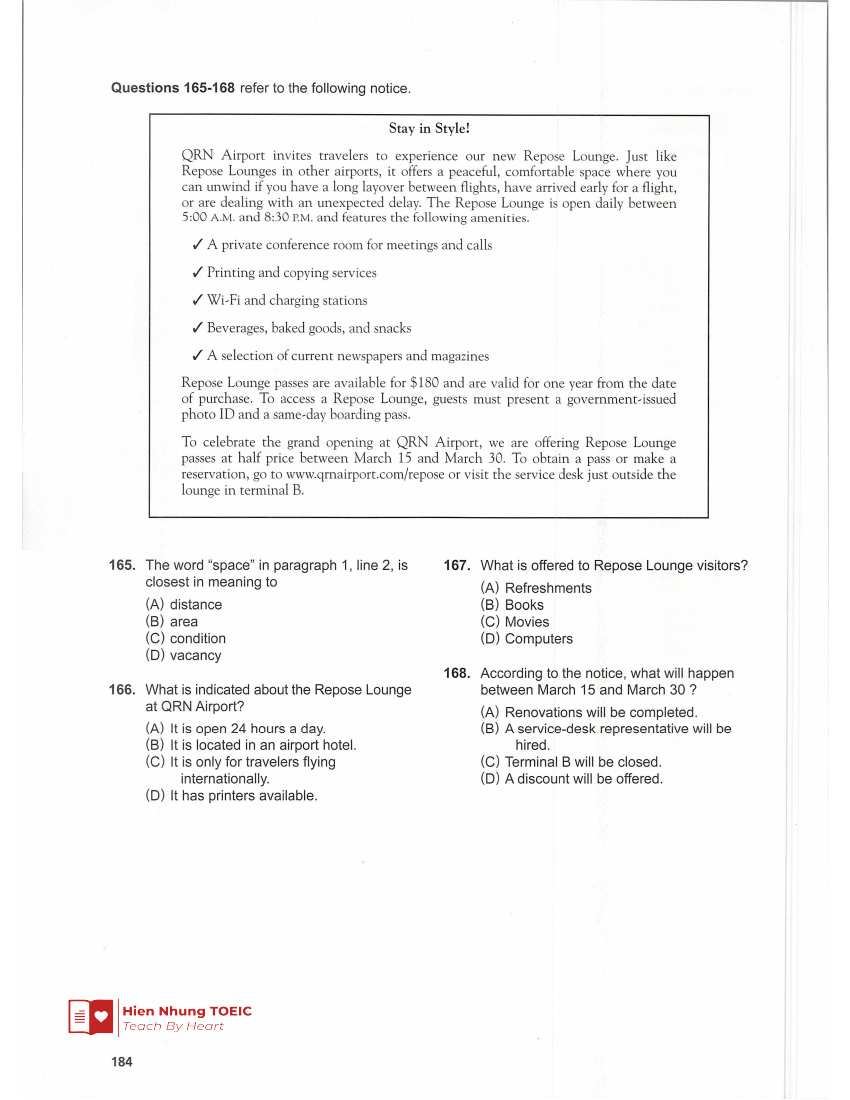 Questions 165-168 refer to the following notice.
Stay in Style!
QRN Airport invites travelers to experience our new Repose Lounge. Just like
Repose Lounges in other airports, it offers a peaceful, comfortable space where you
can unwind if you have a long layover between flights, have arrived early for a flight,
or are dealing with an unexpected delay. The Repose Lounge is open daily between
5:00 A.M. and 8:30 P.M. and features the following amenities.
✓ A private conference room for meetings and calls
✓ Printing and copying services
✓ Wi-Fi and charging stations
✓ Beverages, baked goods, and snacks
✓ A selection of current newspapers and magazines
Repose Lounge passes are available for $180 and are valid for one year from the date
of purchase. To access a Repose Lounge, guests must present a government-issued
photo ID and a same-day boarding pass.
To celebrate the grand opening at QRN Airport, we are offering Repose Lounge
passes at half price between March 15 and March 30. To obtain a pass or make a
reservation, go to www.qrnairport.com/repose or visit the service desk just outside the
lounge in terminal B.
165. The word "space" in paragraph 1, line 2, is
closest in meaning to
(A) distance
(B) area
(C) condition
(D) vacancy
166. What is indicated about the Repose Lounge
at QRN Airport?
(A) It is open 24 hours a day.
(B) It is located in an airport hotel.
(C) It is only for travelers flying
internationally.
(D) It has printers available.
167. What is offered to Repose Lounge visitors?
(A) Refreshments
(B) Books
(C) Movies
(D) Computers
168. According to the notice, what will happen
between March 15 and March 30 ?
(A) Renovations will be completed.
(B) A service-desk representative will be
hired.
(C) Terminal B will be closed.
(D) A discount will be offered.
Hien Nhung TOEIC
Teach By Heart
184